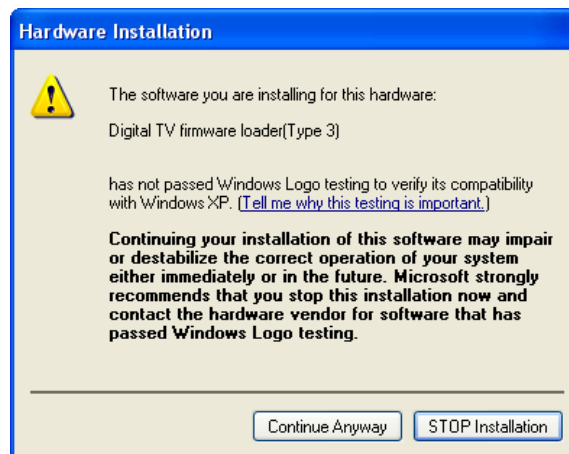 Hardware Installation
The software you are installing for this hardware:
Digital TV firmware loader(Type 3)
has not passed Windows Logo testing to verify its compatibility
with Windows XP. (Tell me why this testing is important.)
Continuing your installation of this software may impair
or destabilize the correct operation of your system
either immediately or in the future. Microsoft strongly
recommends that you stop this installation now and
contact the hardware vendor for software that has
passed Windows Logo testing.
Continue Anyway STOP Installation